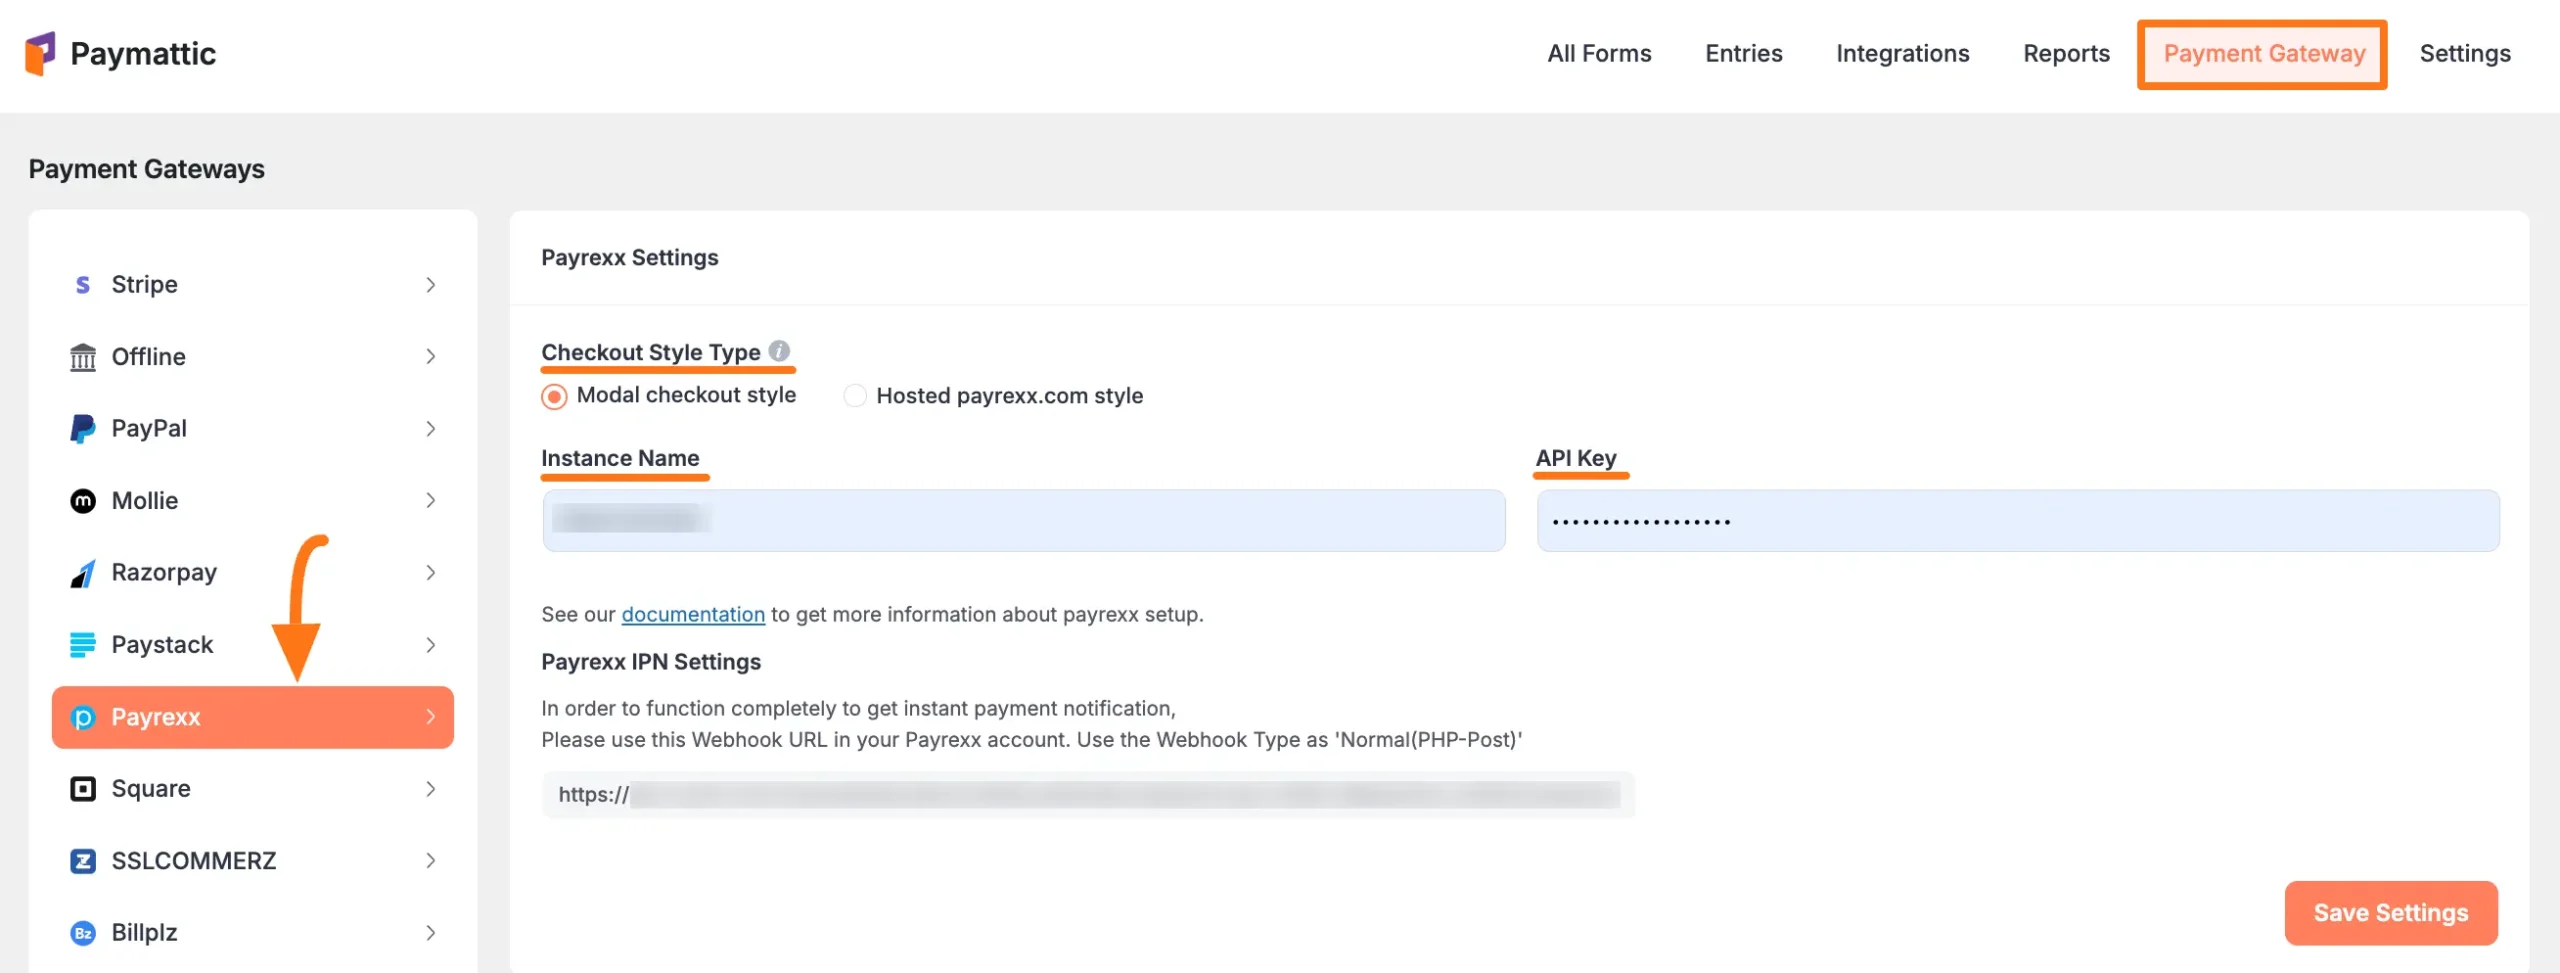 Paymattic
All Forms
Entries
Integrations
Reports
Payment Gateway
Settings
Payment Gateways
Stripe
Offline
PayPal
Mollie
Razorpay
Paystack
Payrexx
Square
SSLCOMMERZ
Billplz
Payrexx Settings
Checkout Style Type
Modal checkout style
Hosted payrexx.com style
Instance Name
API Key
See our documentation to get more information about payrexx setup.
Payrexx IPN Settings
In order to function completely to get instant payment notification,
Please use this Webhook URL in your Payrexx account. Use the Webhook Type as 'Normal(PHP-Post)'
https://
Save Settings